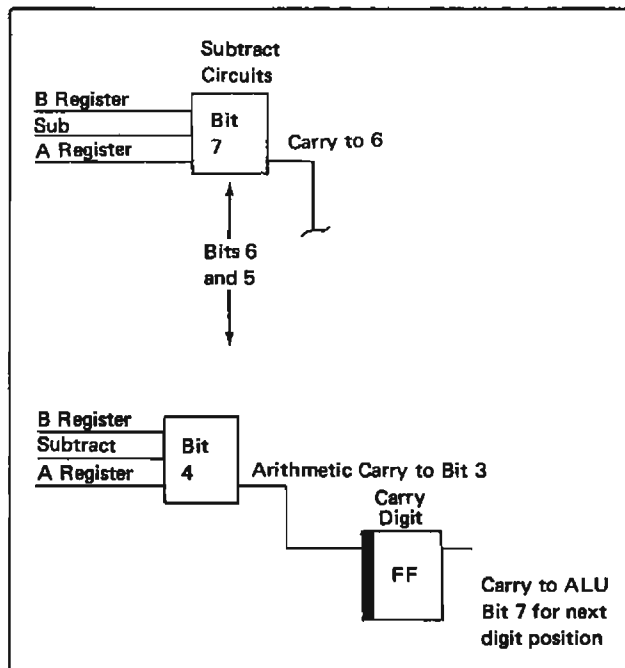 Subtract
Circuits
B Register
Sub
A Register
Bit
7
Carry to 6
Bits 6
and 5
B Register
Subtract
A Register
Bit
4
Arithmetic Carry to Bit 3
Carry
Digit
FF
Carry to ALU
Bit 7 for next
digit position